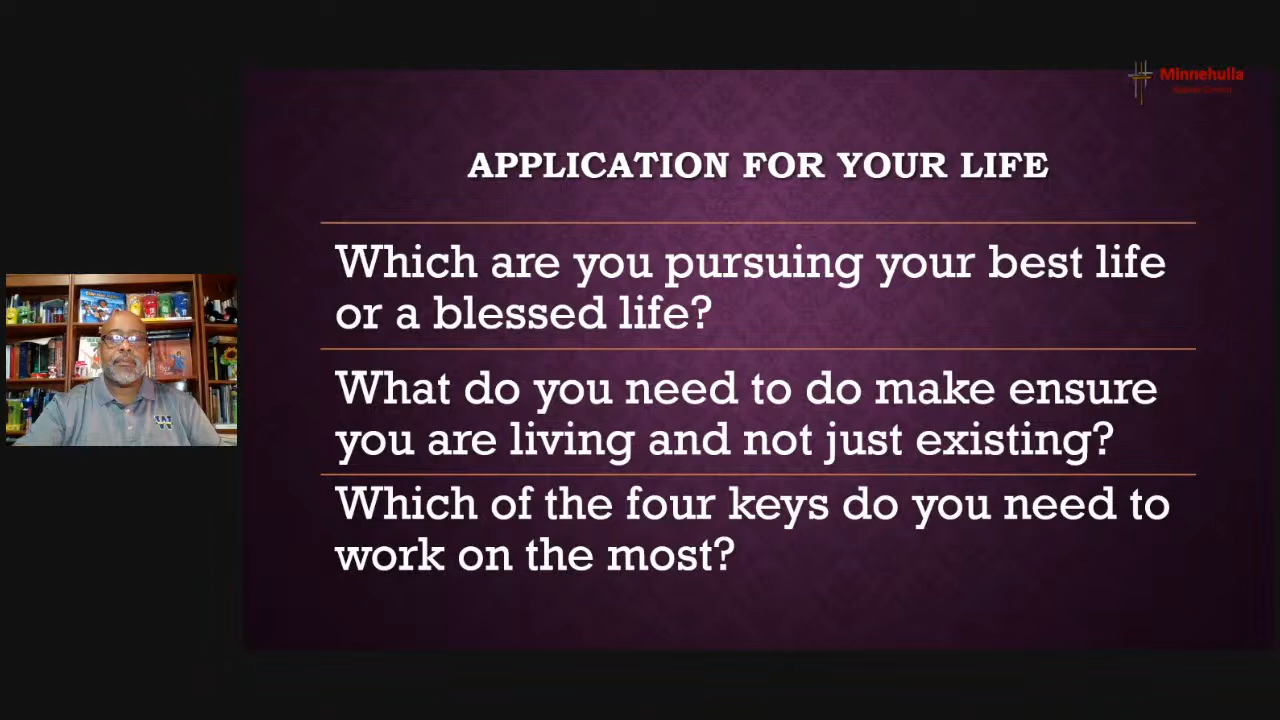 Minnehulla
Baptist Church
APPLICATION FOR YOUR LIFE
Which are you pursuing your best life
or a blessed life?
What do you need to do make ensure
you are living and not just existing?
Which of the four keys do you need to
work on the most?